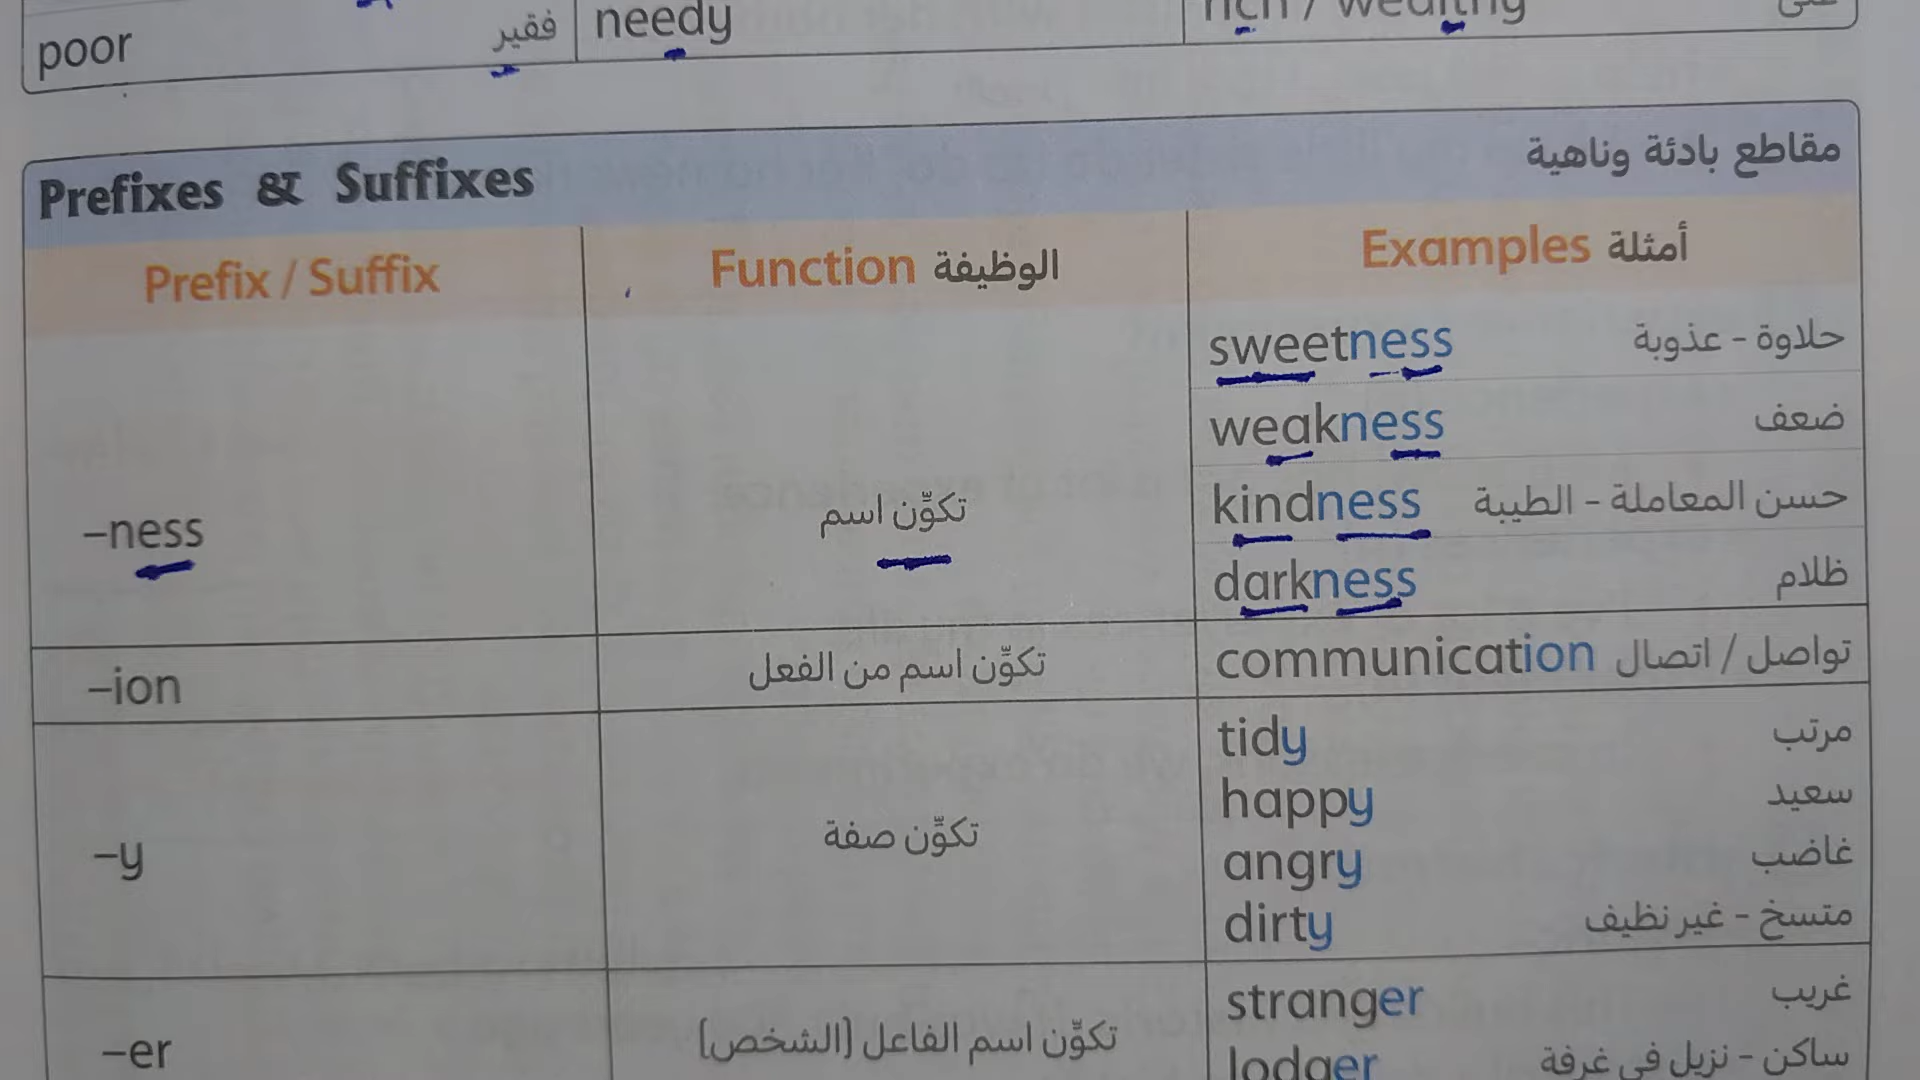 poor فقير needy rich / wealthy
Prefixes & Suffixes مقاطع بادئة وناهية
Prefix / Suffix Function الوظيفة Examples أمثلة
sweetness حلاوة - عذوبة
weakness ضعف
–ness تكوِّن اسم kindness حسن المعاملة - الطيبة
darkness ظلام
–ion تكوِّن اسم من الفعل communication تواصل / اتصال
tidy مرتب
happy سعيد
–y تكوِّن صفة angry غاضب
dirty متسخ - غير نظيف
stranger غريب
–er تكوِّن اسم الفاعل (الشخص) lodger ساكن - نزيل في غرفة